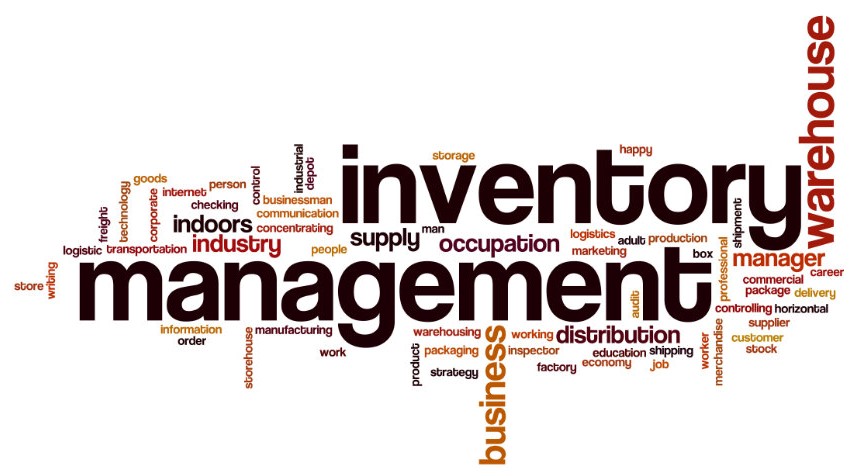 warehouse
inventory
storage
happy
industrial
depot
control
goods
person
internet
businessman
technology
corporate
checking
communication
freight
indoors
concentrating
shipment
man
supply
logistics
industry
occupation
adult
production
logistic
transportation
people
marketing
box
professional
manager
management
career
writing
store
commercial
package
delivery
audit
controlling
horizontal
information
manufacturing
warehousing
working
distribution
supplier
order
storehouse
business
worker
merchandise
customer
work
product
packaging
inspector
education
shipping
stock
strategy
factory
economy
job